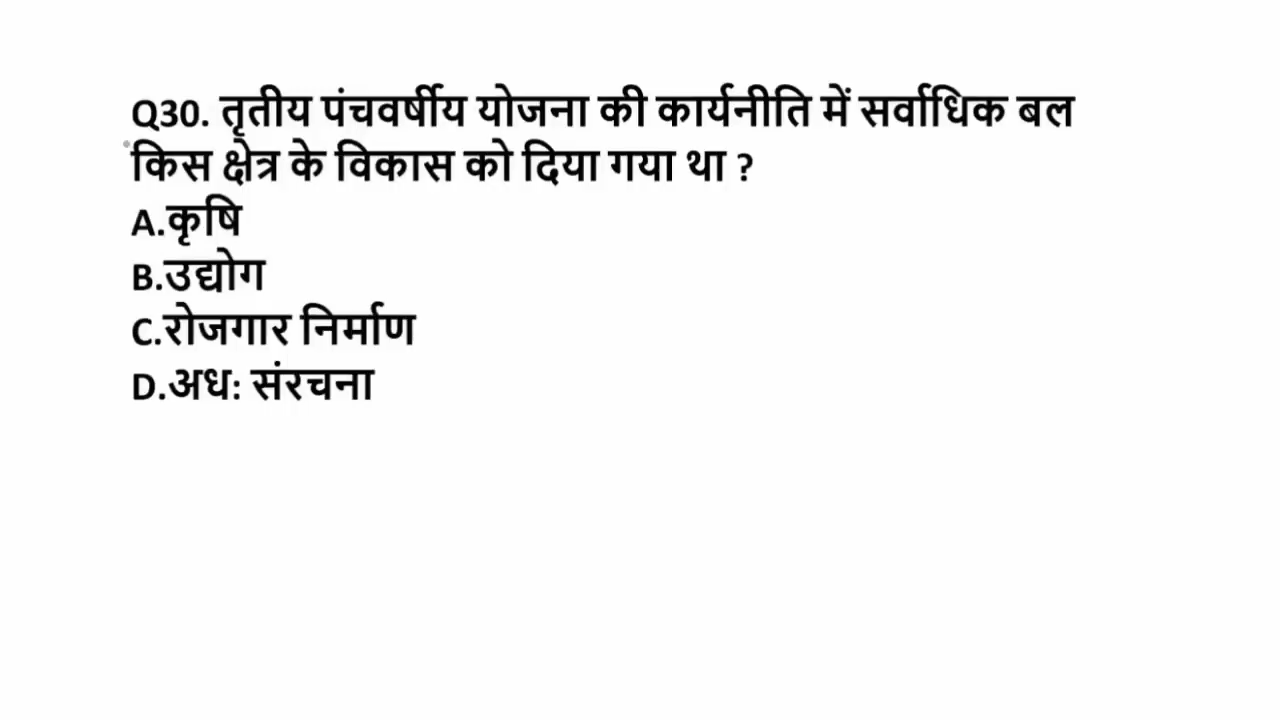 Q30. तृतीय पंचवर्षीय योजना की कार्यनीति में सर्वाधिक बल
किस क्षेत्र के विकास को दिया गया था ?
A.कृषि
B.उद्योग
C.रोजगार निर्माण
D.अध: संरचना